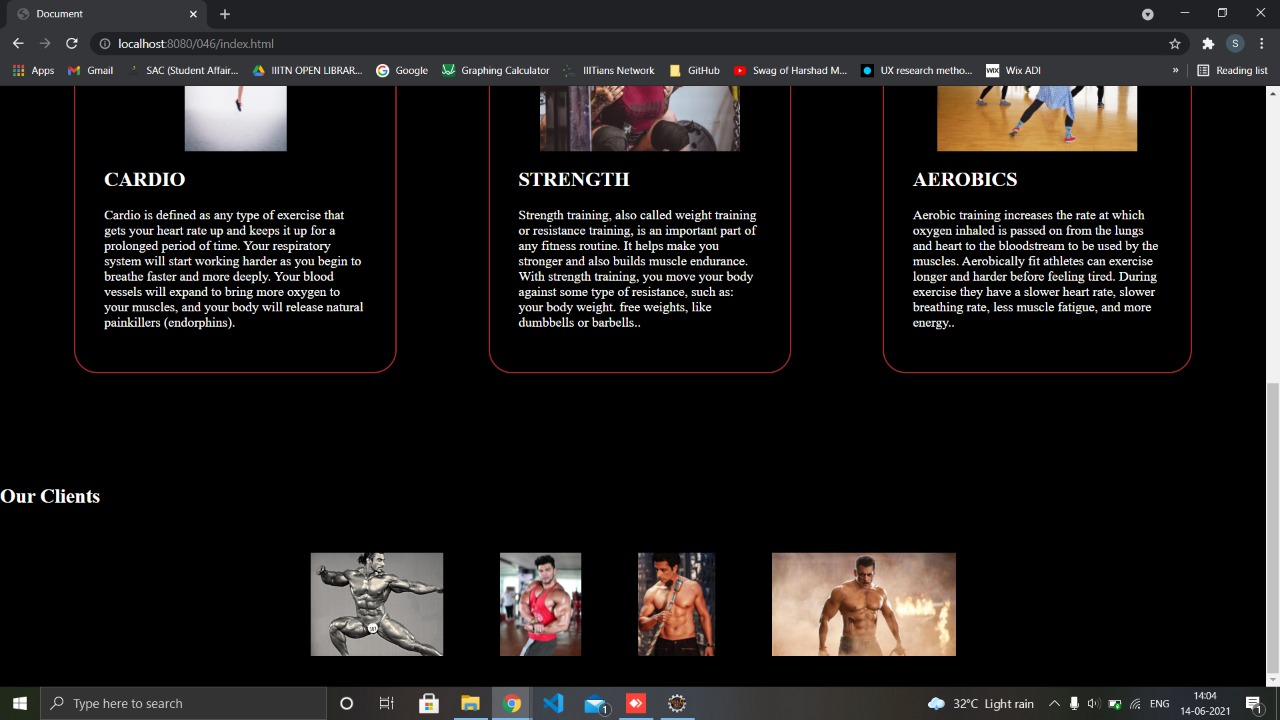 Document
localhost:8080/046/index.html
S
Apps
Gmail
SAC (Student Affair...
IIITN OPEN LIBRAR...
Google
Graphing Calculator
IIITians Network
GitHub
Swag of Harshad M...
UX research metho...
WIX
Wix ADI
»
Reading list
CARDIO
Cardio is defined as any type of exercise that
gets your heart rate up and keeps it up for a
prolonged period of time. Your respiratory
system will start working harder as you begin to
breathe faster and more deeply. Your blood
vessels will expand to bring more oxygen to
your muscles, and your body will release natural
painkillers (endorphins).
STRENGTH
Strength training, also called weight training
or resistance training, is an important part of
any fitness routine. It helps make you
stronger and also builds muscle endurance.
With strength training, you move your body
against some type of resistance, such as:
your body weight. free weights, like
dumbbells or barbells..
AEROBICS
Aerobic training increases the rate at which
oxygen inhaled is passed on from the lungs
and heart to the bloodstream to be used by the
muscles. Aerobically fit athletes can exercise
longer and harder before feeling tired. During
exercise they have a slower heart rate, slower
breathing rate, less muscle fatigue, and more
energy..
Our Clients
Type here to search
1
32°C Light rain
ENG
14:04
14-06-2021
1